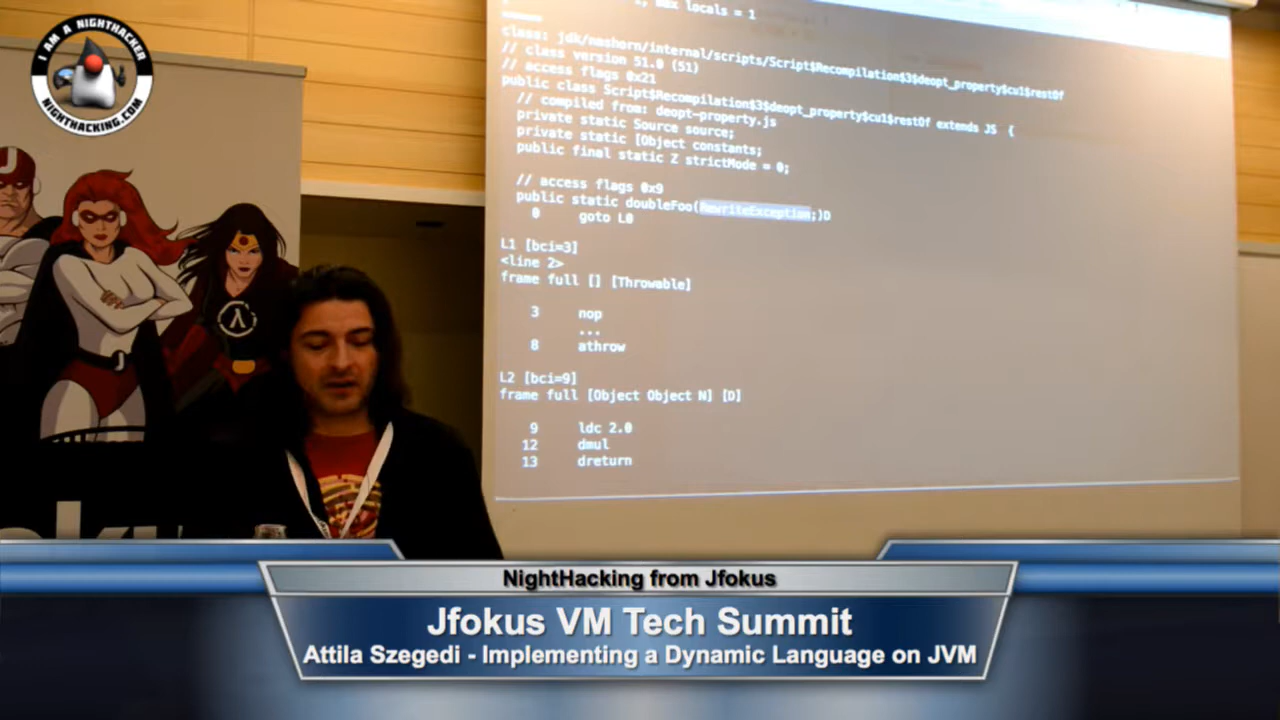 I AM A NIGHTHACKER
NIGHTHACKING.COM
J
λ
max locals = 1
class: jdk/nashorn/internal/scripts/Script$Recompilation$3$deopt_property$cu1$restOf
// class version 51.0 (51)
// access flags 0x21
public class Script$Recompilation$3$deopt_property$cu1$restOf extends JS {
// compiled from: deopt-property.js
private static Source source;
private static [Object constants;
public final static Z strictMode = 0;
// access flags 0x9
public static doubleFoo(RewriteException;)D
0 goto L0
L1 [bci=3]
<line 2>
frame full [] [Throwable]
3 nop
...
8 athrow
L2 [bci=9]
frame full [Object Object N] [D]
9 ldc 2.0
12 dmul
13 dreturn
NightHacking from Jfokus
Jfokus VM Tech Summit
Attila Szegedi - Implementing a Dynamic Language on JVM